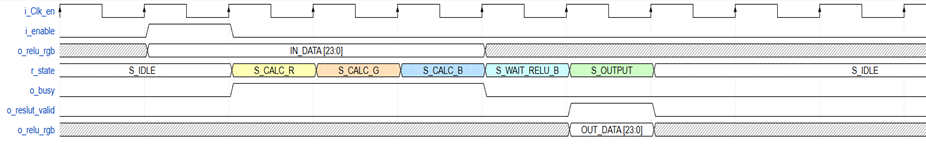 i_Clk_en
i_enable
o_relu_rgb IN_DATA [23:0]
r_state S_IDLE S_CALC_R S_CALC_G S_CALC_B S_WAIT_RELU_B S_OUTPUT S_IDLE
o_busy
o_reslut_valid
o_relu_rgb OUT_DATA [23:0]